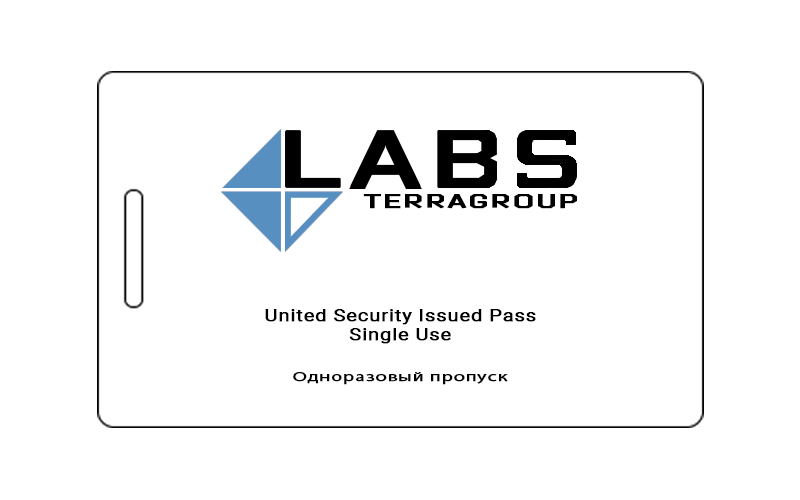 LABS
TERRAGROUP
United Security Issued Pass
Single Use
Одноразовый пропуск